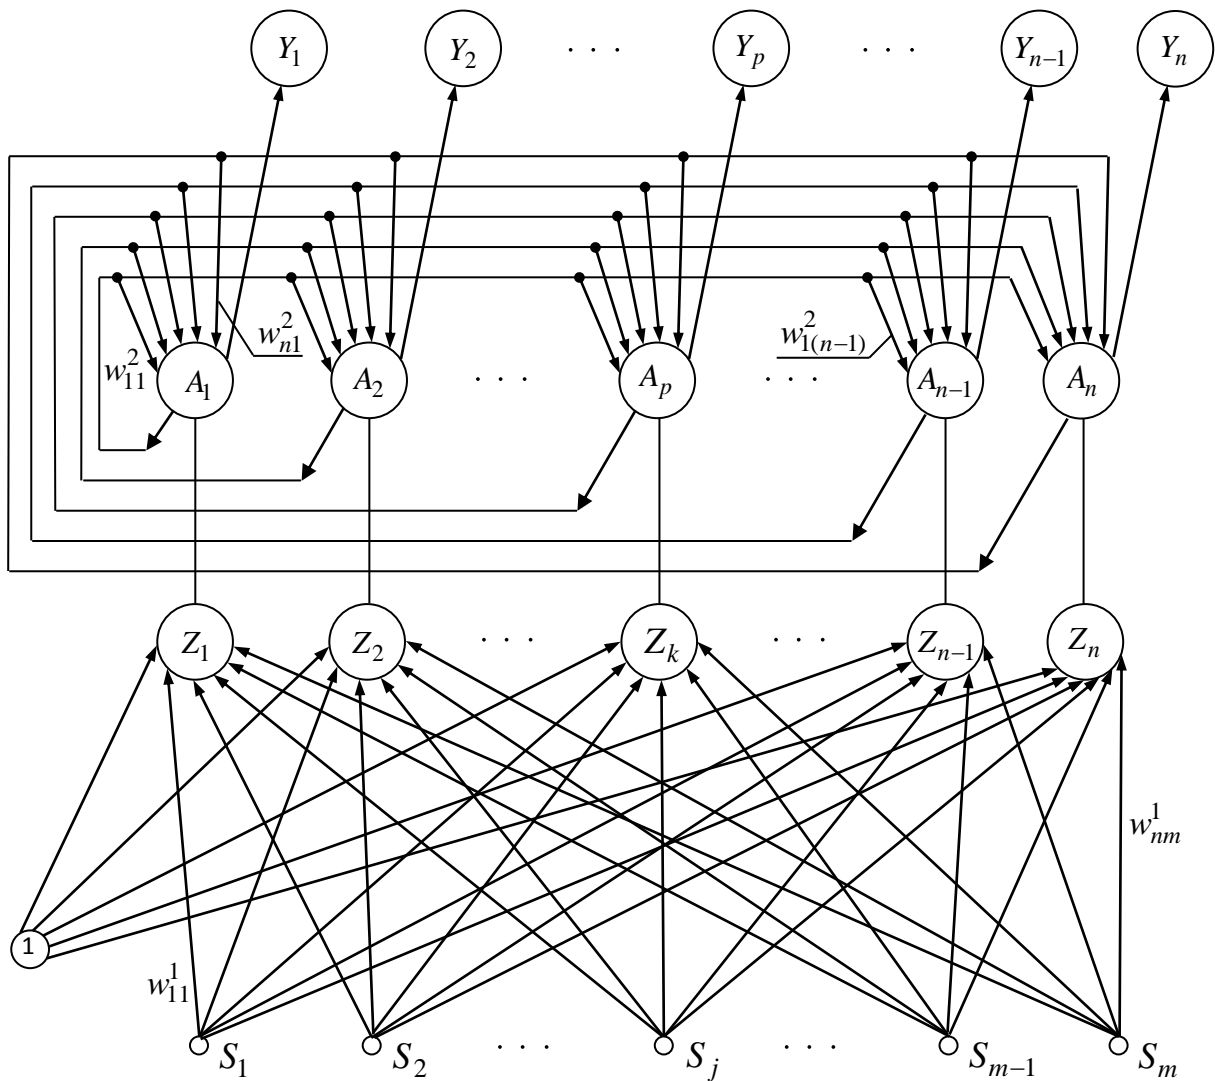 Y₁ Y₂ · · · Yₚ · · · Yₙ₋₁ Yₙ
w²ₙ₁ w²₁₍ₙ₋₁₎
w²₁₁
A₁ A₂ · · · Aₚ · · · Aₙ₋₁ Aₙ
Z₁ Z₂ · · · Zₖ · · · Zₙ₋₁ Zₙ
w¹ₙₘ
1
w¹₁₁
S₁ S₂ · · · Sⱼ · · · Sₘ₋₁ Sₘ